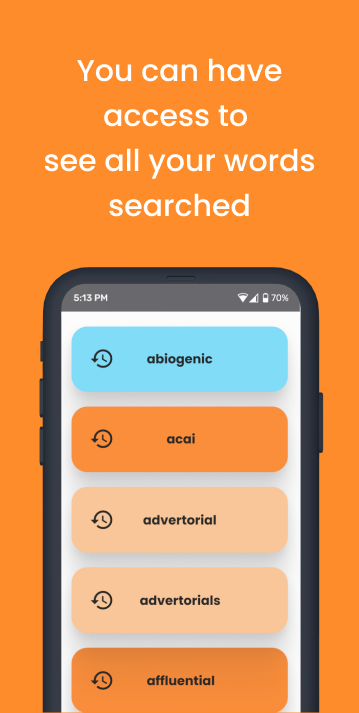 You can have
access to
see all your words
searched
5:13 PM 70%
abiogenic
acai
advertorial
advertorials
affluential